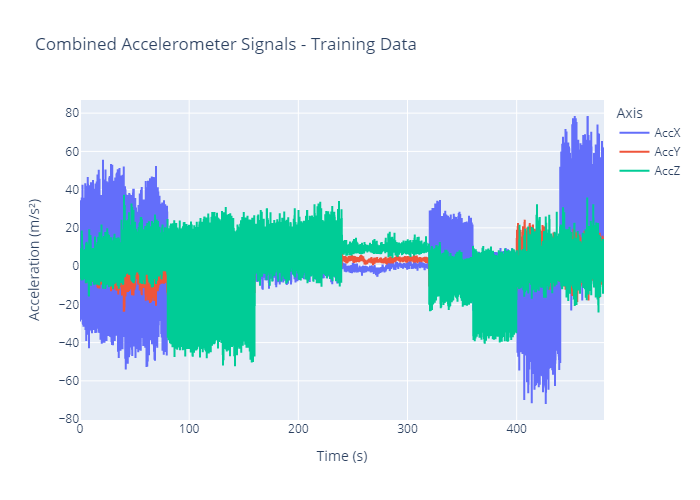 Combined Accelerometer Signals - Training Data
Axis
AccX
AccY
AccZ
Acceleration (m/s²)
80
60
40
20
0
−20
−40
−60
−80
0
100
200
300
400
Time (s)